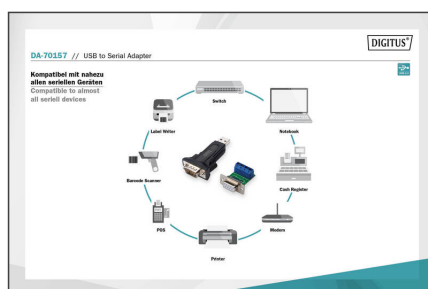 DIGITUS®
DA-70157 // USB to Serial Adapter
Kompatibel mit nahezu
allen seriellen Geräten
Compatible to almost
all seriell devices
Switch
Label Writer
Notebook
Barcode Scanner
Cash Register
POS
Modem
Printer